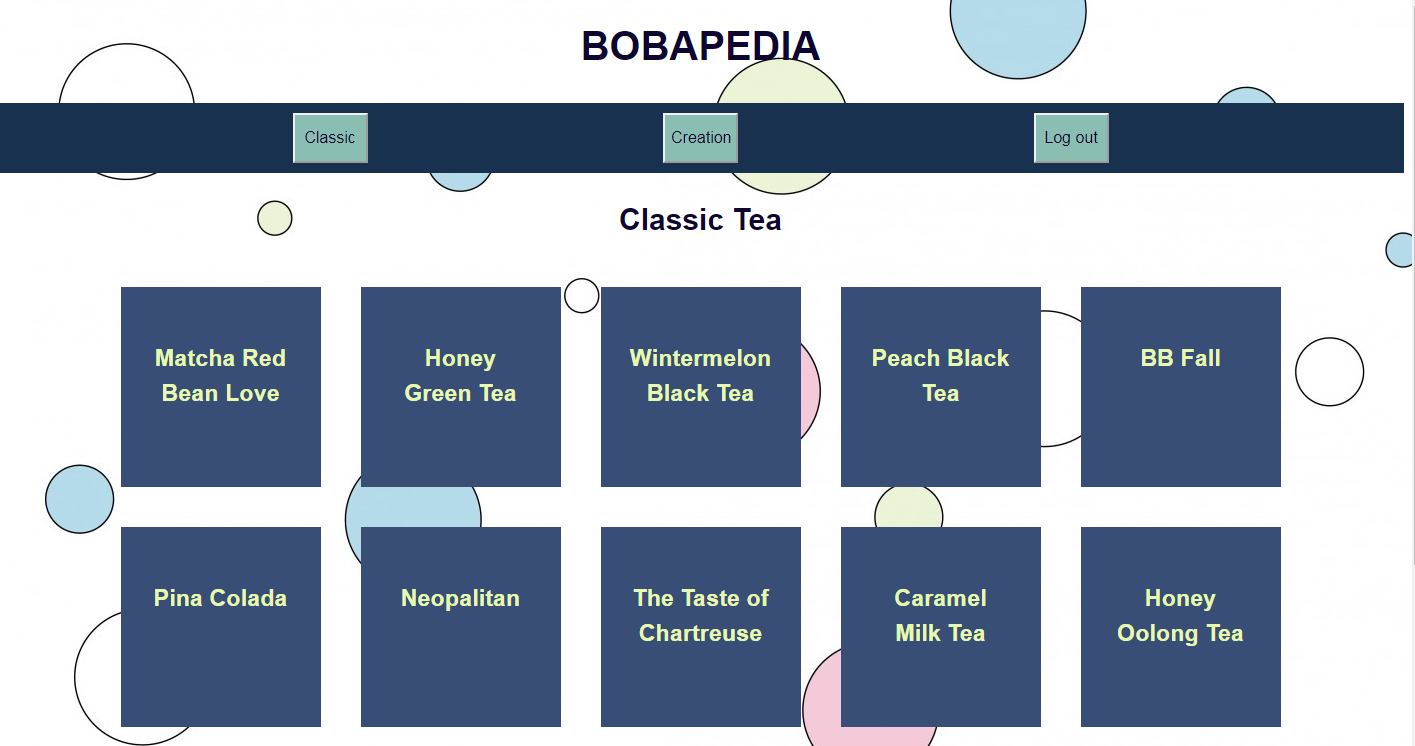 BOBAPEDIA
Classic
Creation
Log out
Classic Tea
Matcha Red
Bean Love
Honey
Green Tea
Wintermelon
Black Tea
Peach Black
Tea
BB Fall
Pina Colada
Neopalitan
The Taste of
Chartreuse
Caramel
Milk Tea
Honey
Oolong Tea